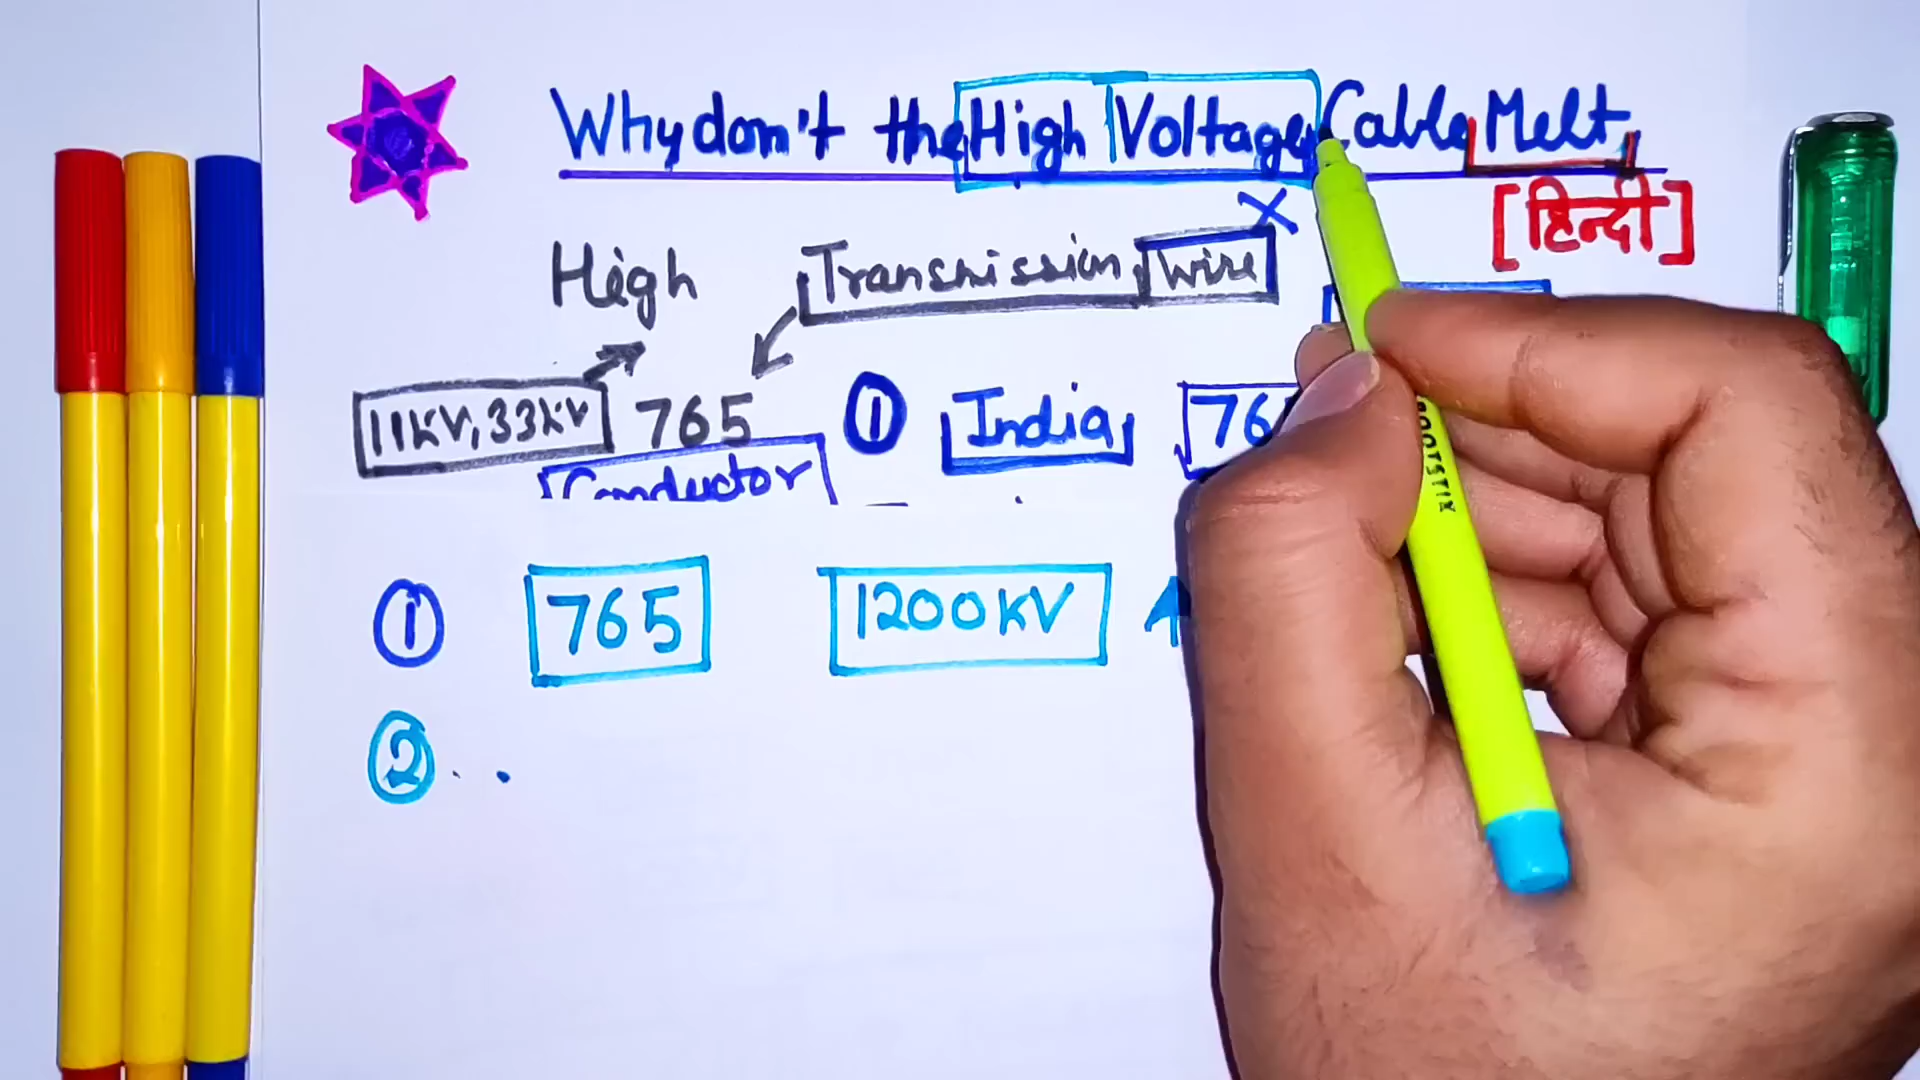 Why don't the High Voltage Cable Melt,
[हिन्दी]
High Transmission Wire X
11KV, 33KV 765 ① India
Conductor
① 765 1200KV
②
ROOTSTIX